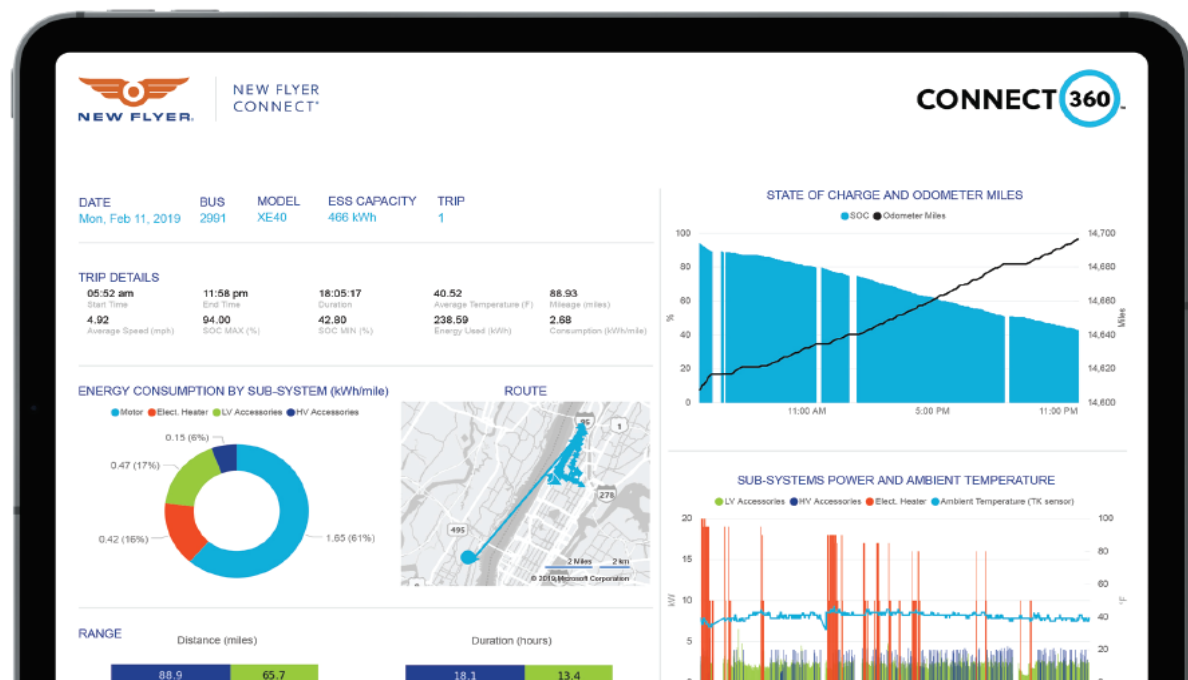 NEW FLYER
CONNECT®
NEW FLYER.
CONNECT 360™
DATE BUS MODEL ESS CAPACITY TRIP
Mon, Feb 11, 2019 2991 XE40 466 kWh 1
TRIP DETAILS
05:52 am 11:58 pm 18:05:17 40.52 88.93
Start Time End Time Duration Average Temperature (F) Mileage (miles)
4.92 94.00 42.80 238.59 2.68
Average Speed (mph) SOC MAX (%) SOC MIN (%) Energy Used (kWh) Consumption (kWh/mile)
ENERGY CONSUMPTION BY SUB-SYSTEM (kWh/mile)
Motor Elect. Heater LV Accessories HV Accessories
0.15 (6%)
0.47 (17%)
0.42 (16%)
1.65 (61%)
ROUTE
95
1
278
495
2 Miles 2 km
© 2019 Microsoft Corporation
RANGE
Distance (miles)
88.9 65.7
Duration (hours)
18.1 13.4
STATE OF CHARGE AND ODOMETER MILES
SOC Odometer Miles
100 14,700
80 14,680
60 14,660
%
Miles
40 14,640
20 14,620
0 14,600
11:00 AM 5:00 PM 11:00 PM
SUB-SYSTEMS POWER AND AMBIENT TEMPERATURE
LV Accessories HV Accessories Elect. Heater Ambient Temperature (TK sensor)
20 100
15 80
60
kW
°F
10 40
5 20